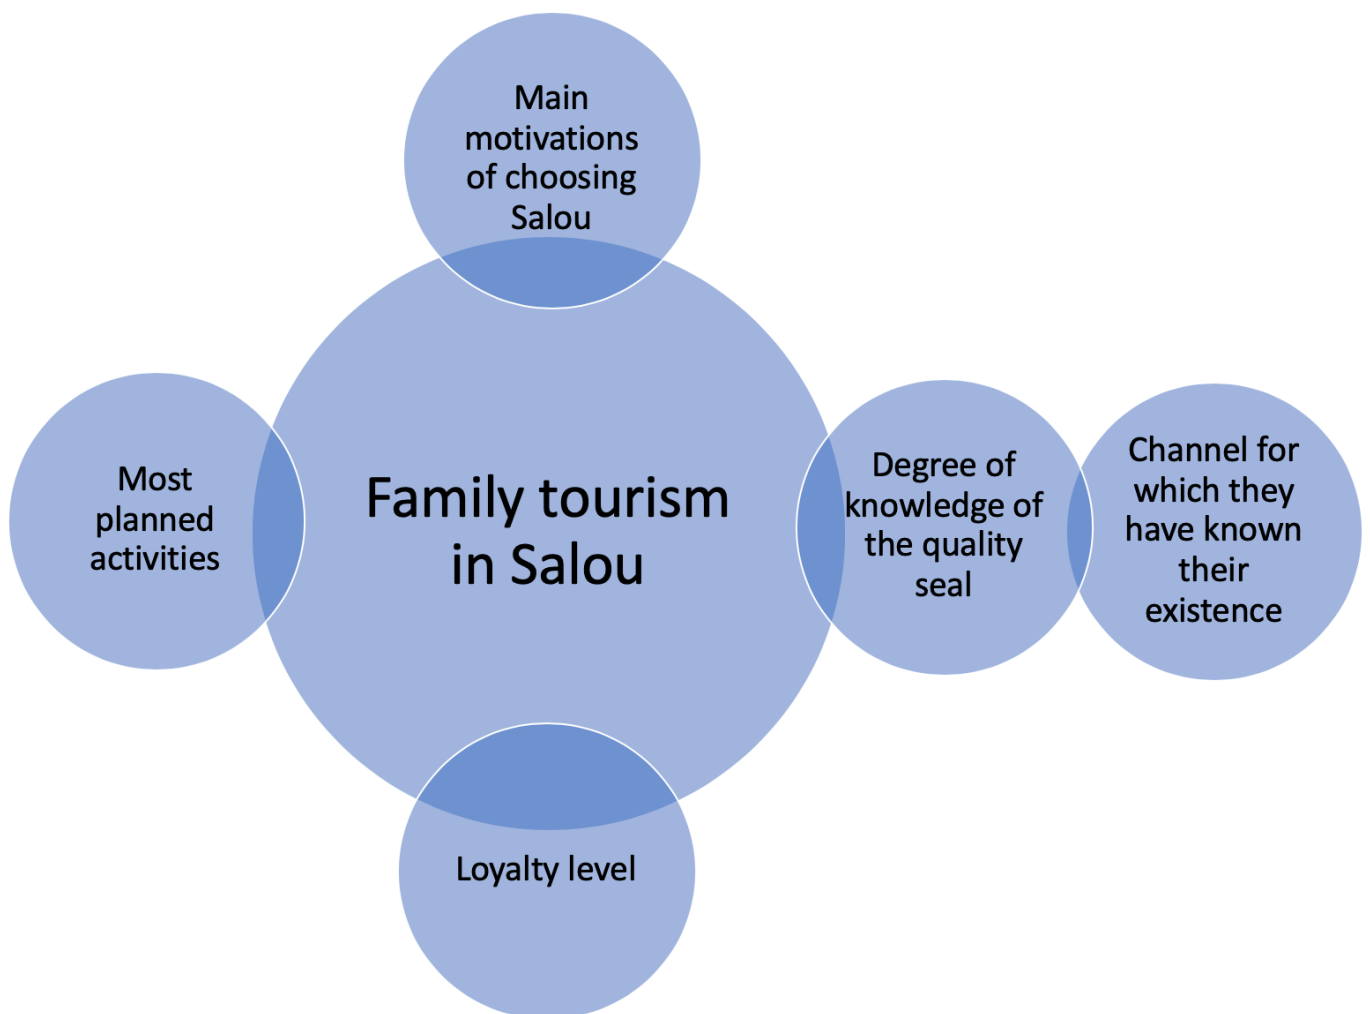 Main
motivations
of choosing
Salou
Most
planned
activities
Family tourism
in Salou
Degree of
knowledge of
the quality
seal
Channel for
which they
have known
their
existence
Loyalty level